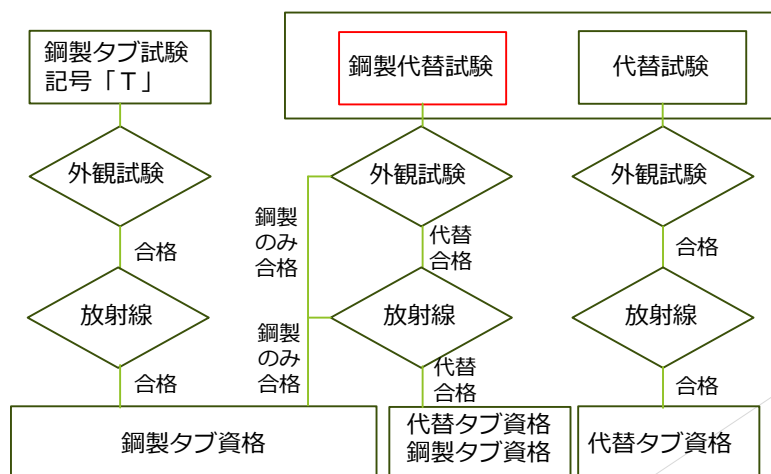 鋼製タブ試験
記号「T」
鋼製代替試験
代替試験
外観試験
外観試験
外観試験
合格
鋼製
のみ
合格
代替
合格
合格
放射線
放射線
放射線
合格
鋼製
のみ
合格
代替
合格
合格
鋼製タブ資格
代替タブ資格
鋼製タブ資格
代替タブ資格